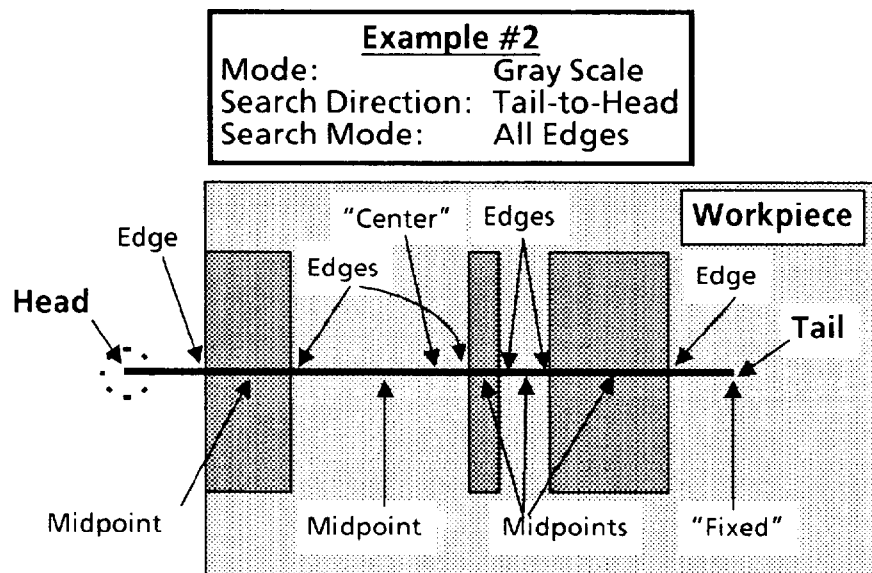 Example #2
Mode: Gray Scale
Search Direction: Tail-to-Head
Search Mode: All Edges
Workpiece
"Center" Edges
Edge
Edges
Edge
Head
Tail
Midpoint
Midpoint
Midpoints
"Fixed"